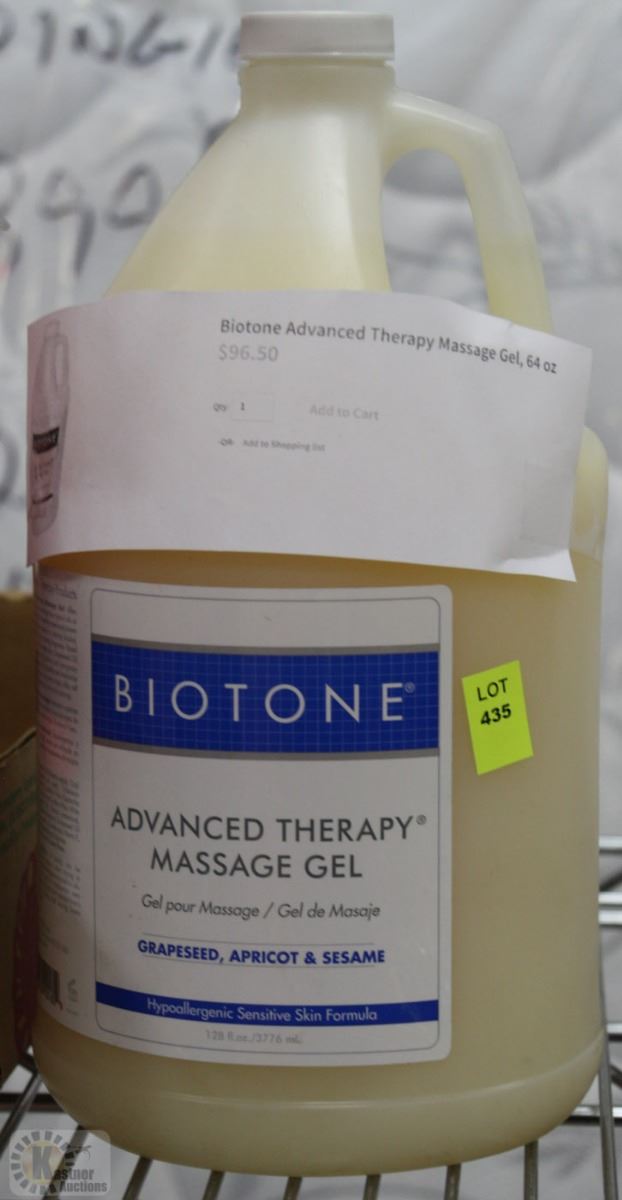 Biotone Advanced Therapy Massage Gel, 64 oz
$96.50
Qty 1 Add to Cart
-OR- Add to Shopping list
BIOTONE
BIOTONE®
LOT
435
ADVANCED THERAPY®
MASSAGE GEL
Gel pour Massage / Gel de Masaje
GRAPESEED, APRICOT & SESAME
Hypoallergenic Sensitive Skin Formula
128 fl.oz./3776 mL
Kastner
Auctions